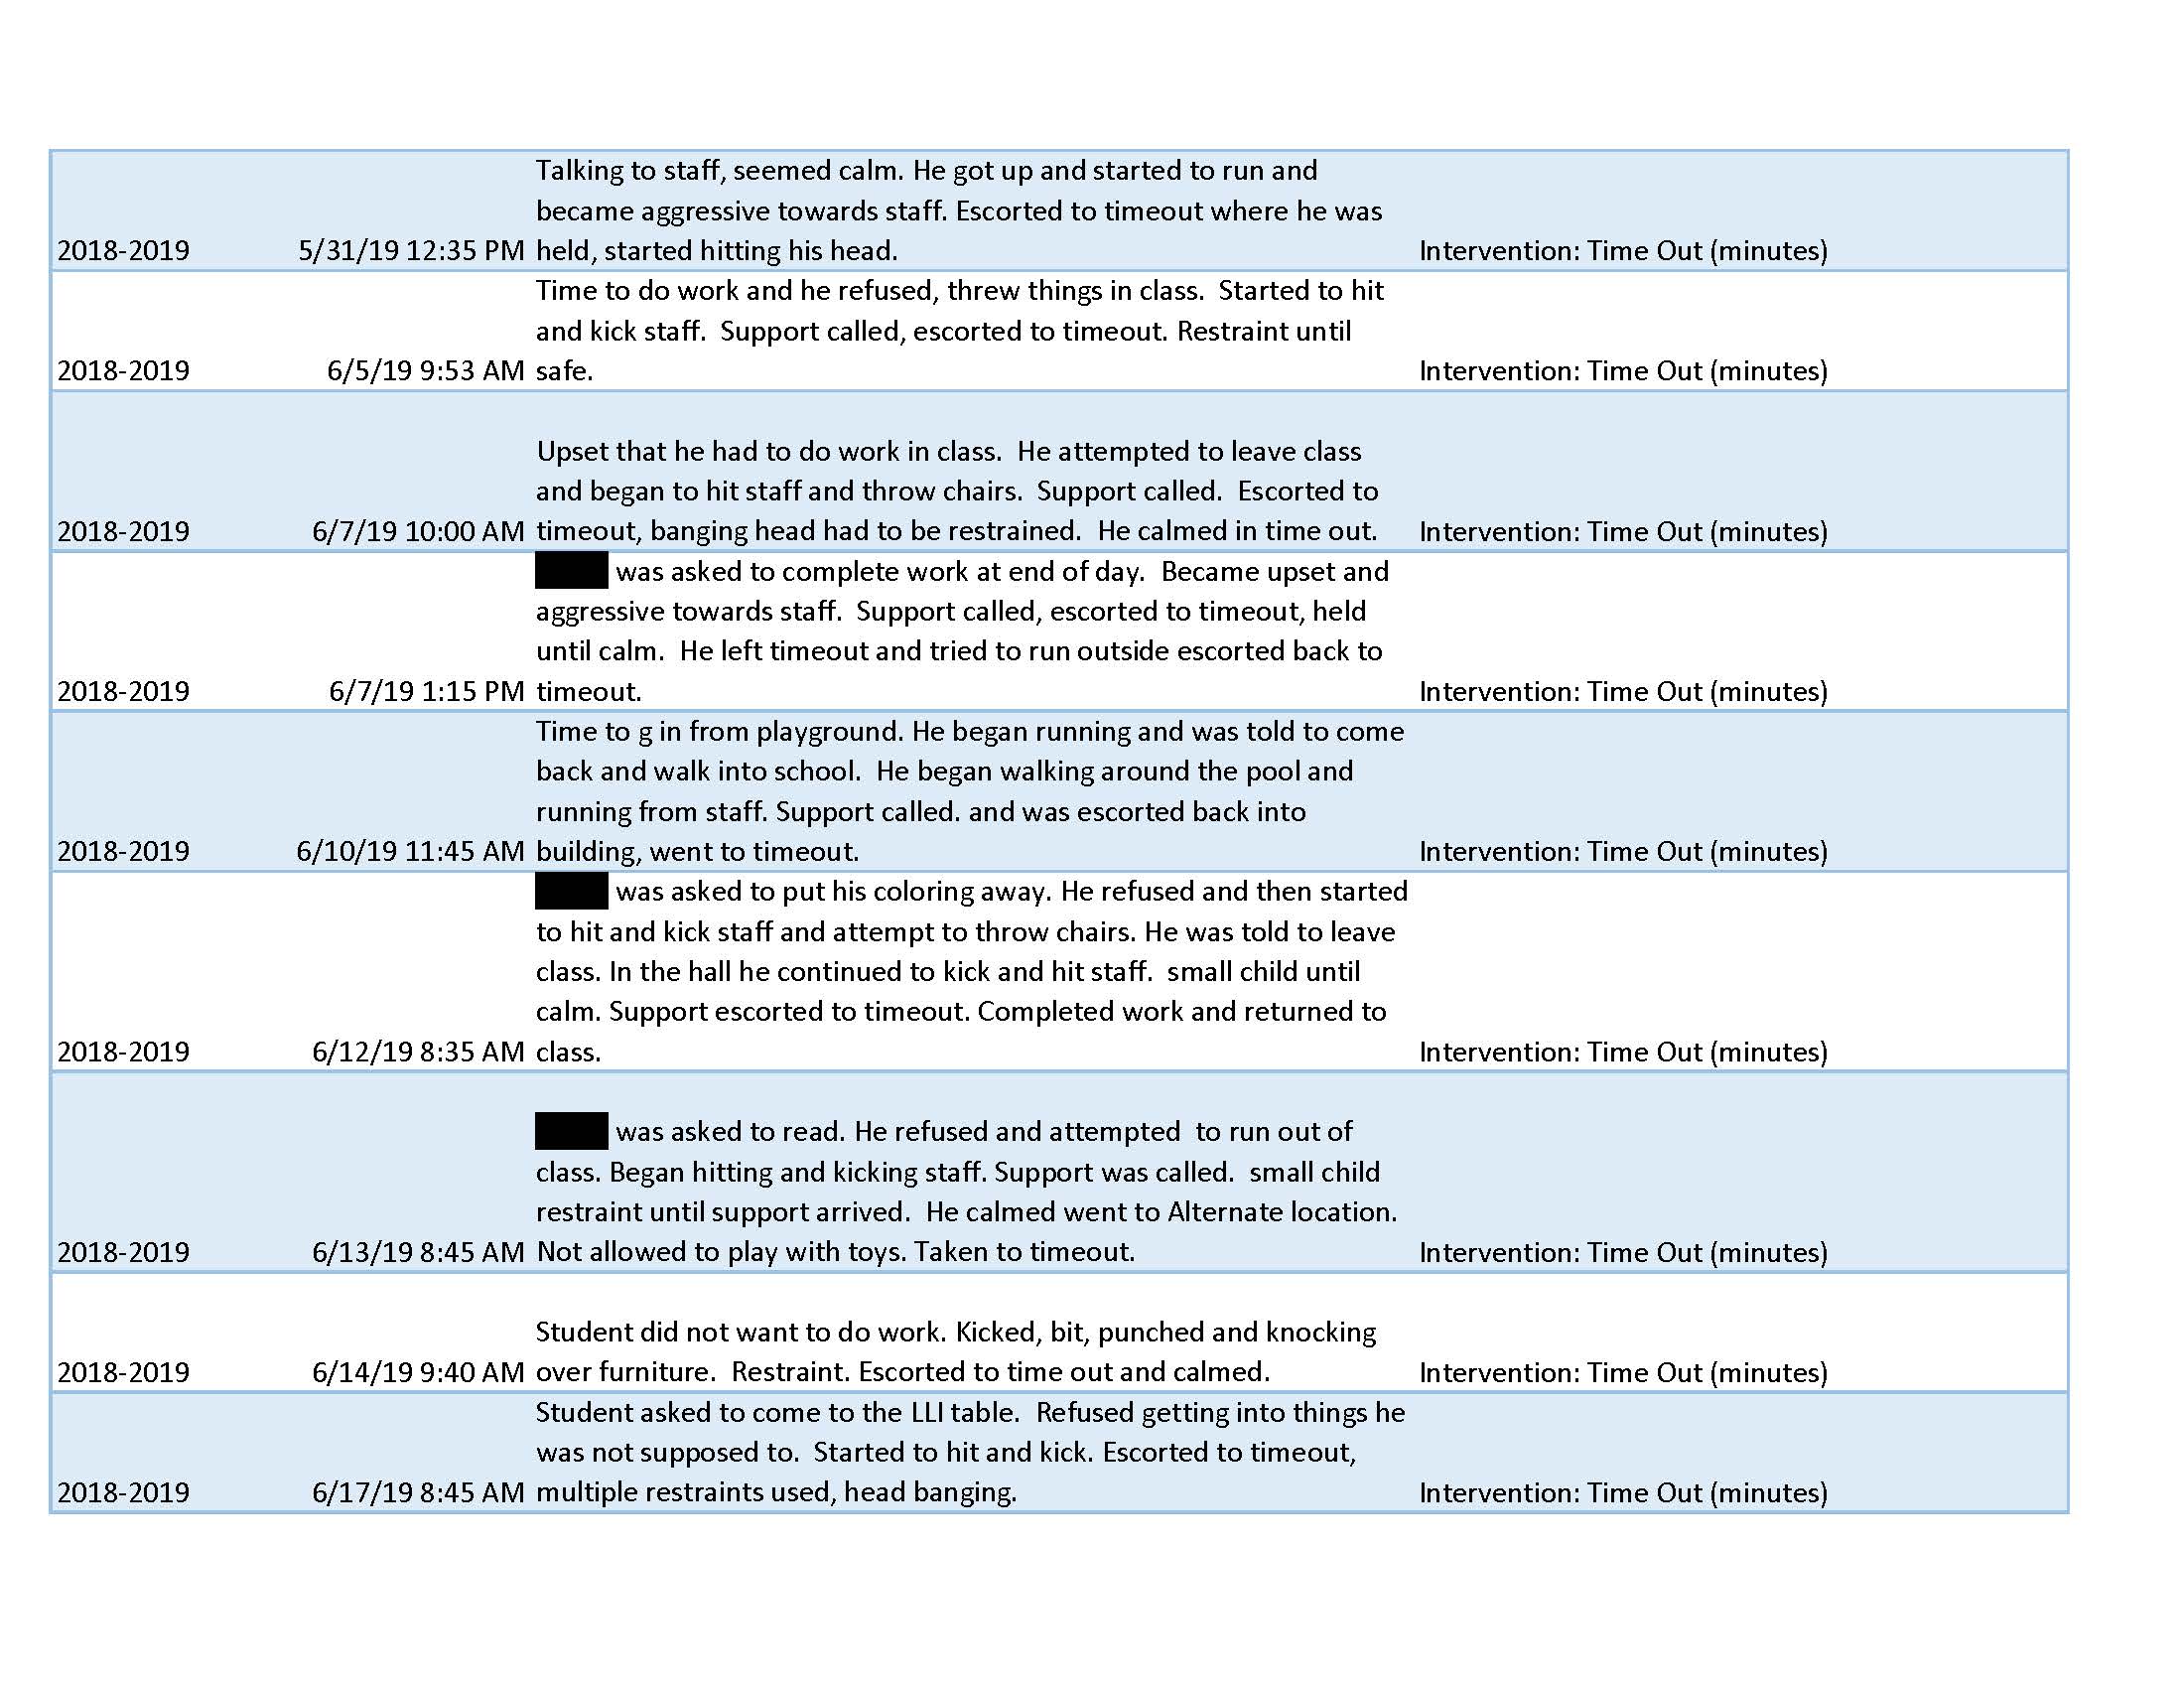 Talking to staff, seemed calm. He got up and started to run and
became aggressive towards staff. Escorted to timeout where he was
2018-2019 5/31/19 12:35 PM held, started hitting his head. Intervention: Time Out (minutes)
Time to do work and he refused, threw things in class.  Started to hit
and kick staff.  Support called, escorted to timeout. Restraint until
2018-2019 6/5/19 9:53 AM safe. Intervention: Time Out (minutes)
Upset that he had to do work in class.  He attempted to leave class
and began to hit staff and throw chairs.  Support called.  Escorted to
2018-2019 6/7/19 10:00 AM timeout, banging head had to be restrained.  He calmed in time out. Intervention: Time Out (minutes)
was asked to complete work at end of day.  Became upset and
aggressive towards staff.  Support called, escorted to timeout, held
until calm.  He left timeout and tried to run outside escorted back to
2018-2019 6/7/19 1:15 PM timeout. Intervention: Time Out (minutes)
Time to g in from playground. He began running and was told to come
back and walk into school.  He began walking around the pool and
running from staff. Support called. and was escorted back into
2018-2019 6/10/19 11:45 AM building, went to timeout. Intervention: Time Out (minutes)
was asked to put his coloring away. He refused and then started
to hit and kick staff and attempt to throw chairs. He was told to leave
class. In the hall he continued to kick and hit staff.  small child until
calm. Support escorted to timeout. Completed work and returned to
2018-2019 6/12/19 8:35 AM class. Intervention: Time Out (minutes)
was asked to read. He refused and attempted  to run out of
class. Began hitting and kicking staff. Support was called.  small child
restraint until support arrived.  He calmed went to Alternate location.
2018-2019 6/13/19 8:45 AM Not allowed to play with toys. Taken to timeout. Intervention: Time Out (minutes)
Student did not want to do work. Kicked, bit, punched and knocking
2018-2019 6/14/19 9:40 AM over furniture.  Restraint. Escorted to time out and calmed. Intervention: Time Out (minutes)
Student asked to come to the LLI table.  Refused getting into things he
was not supposed to.  Started to hit and kick. Escorted to timeout,
2018-2019 6/17/19 8:45 AM multiple restraints used, head banging. Intervention: Time Out (minutes)